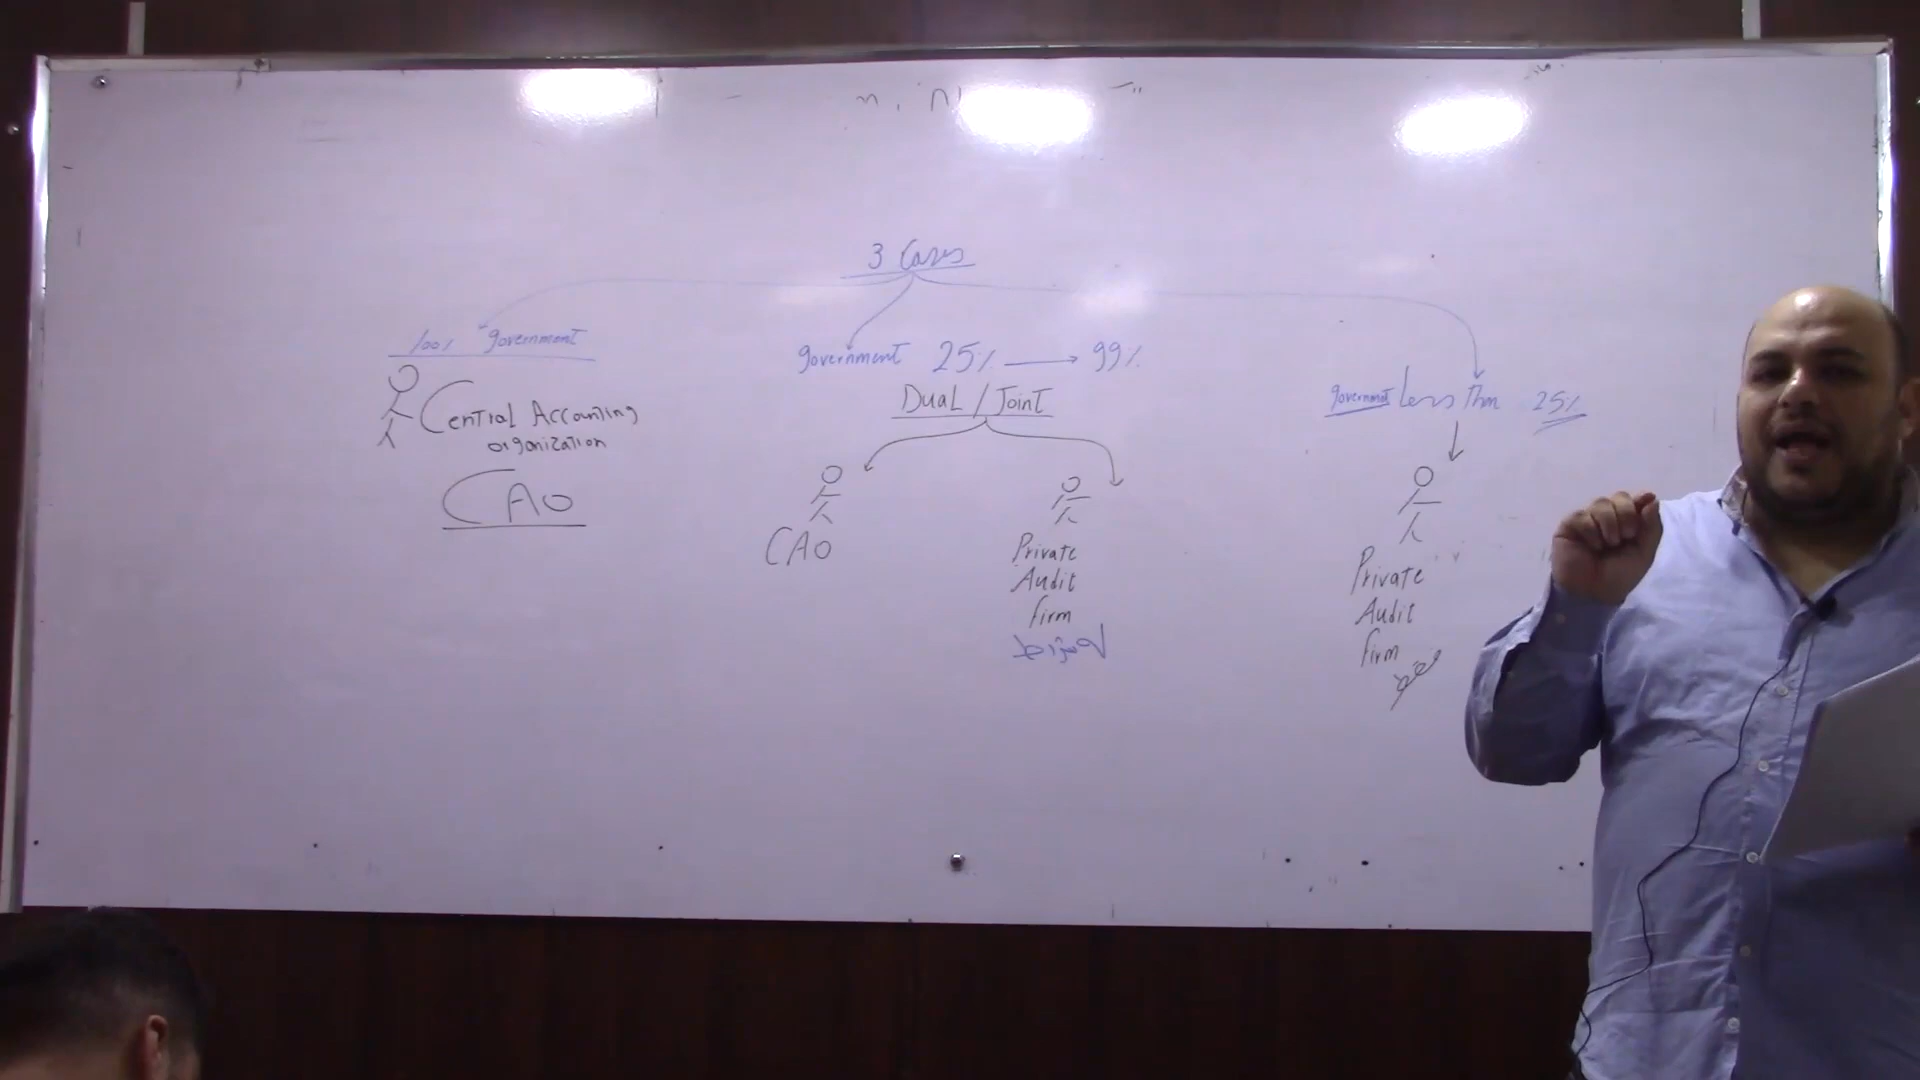 3 Cases
100% government
Central Accounting
organization
CAO
government 25% → 99%
Dual / Joint
CAO
Private
Audit
firm
government Less than 25%
Private
Audit
firm